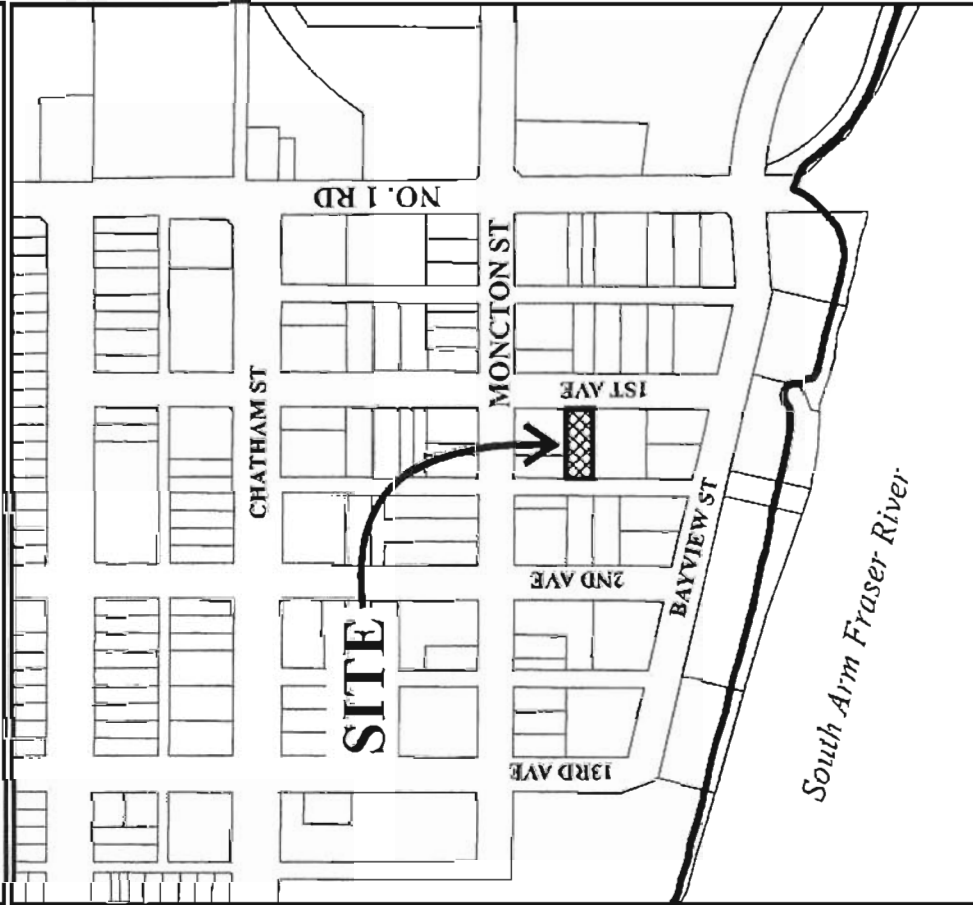 NO. 1 RD
MONCTON ST
1ST AVE
CHATHAM ST
2ND AVE
BAYVIEW ST
SITE
13RD AVE
South Arm Fraser River